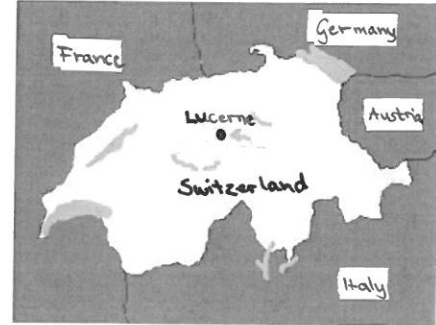 Germany
France
Austria
Lucerne
Switzerland
Italy